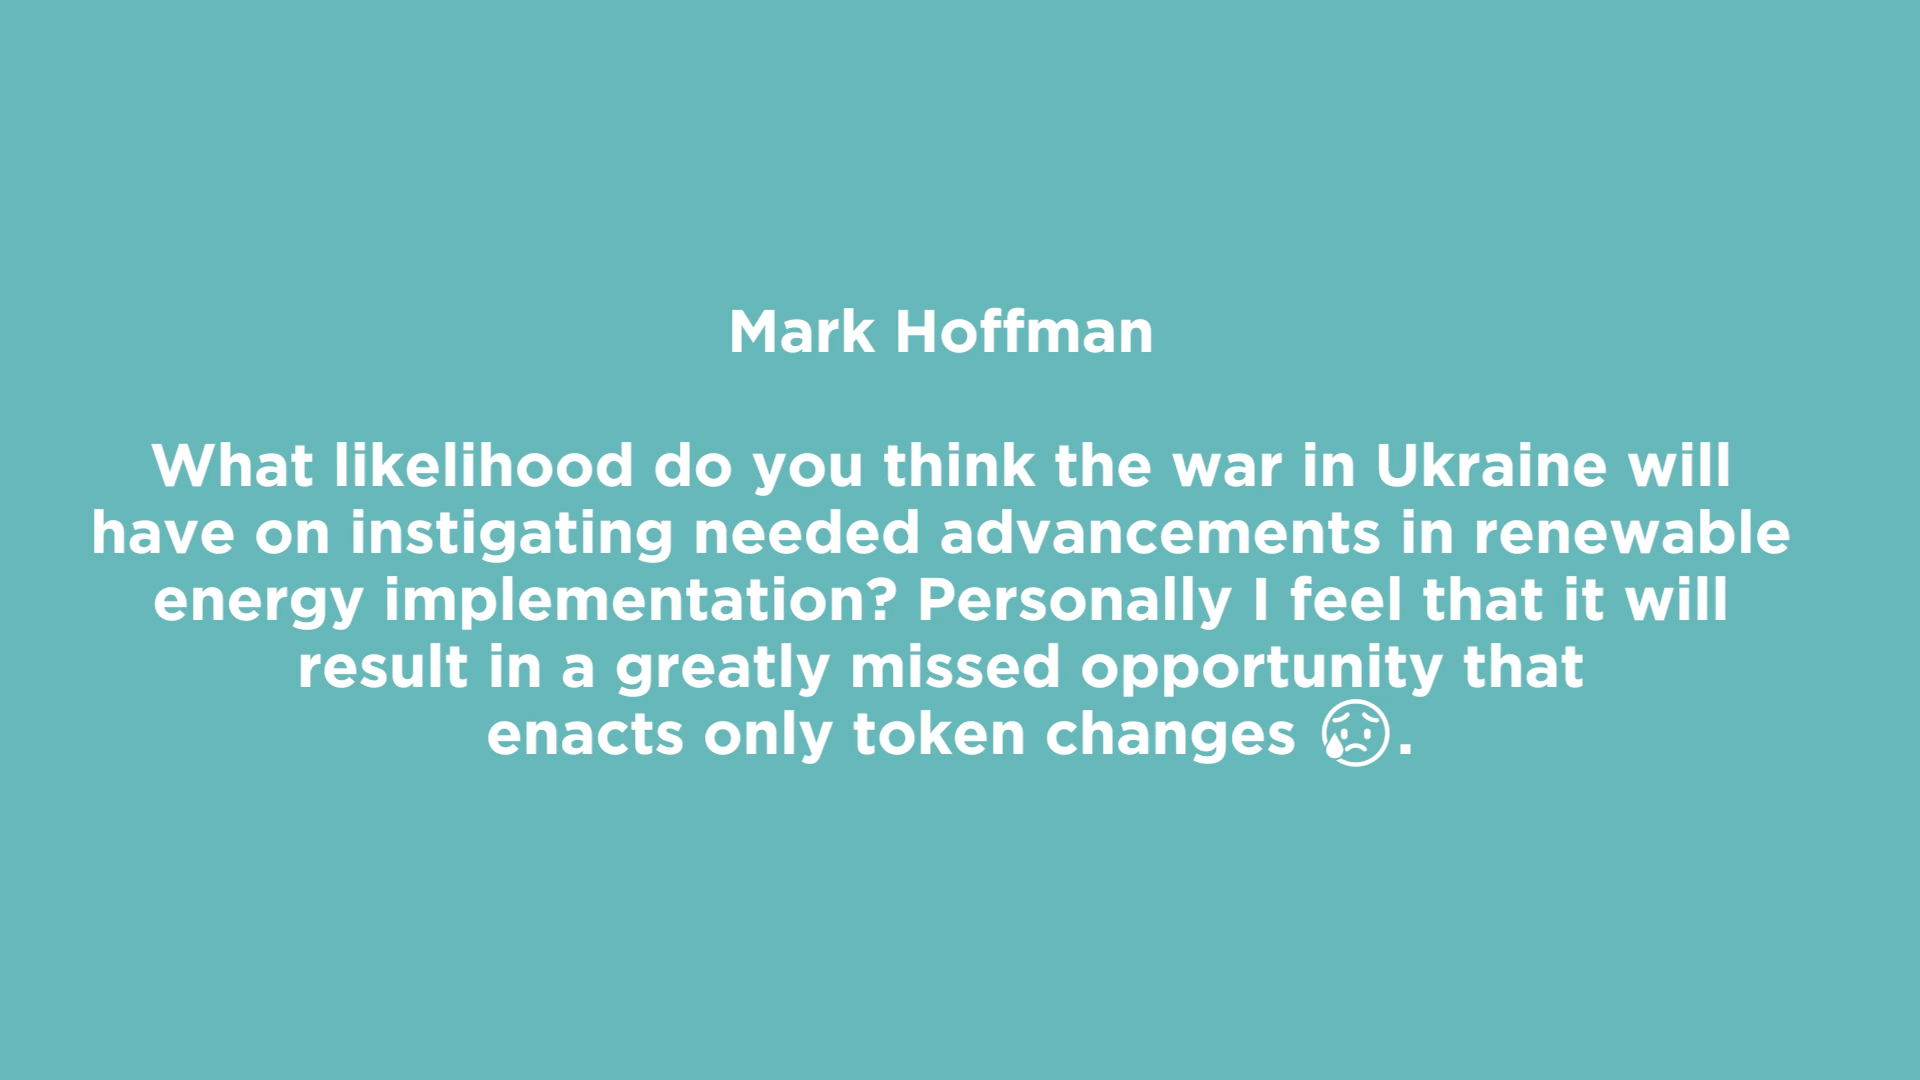 Mark Hoffman
What likelihood do you think the war in Ukraine will
have on instigating needed advancements in renewable
energy implementation? Personally I feel that it will
result in a greatly missed opportunity that
enacts only token changes 😥.